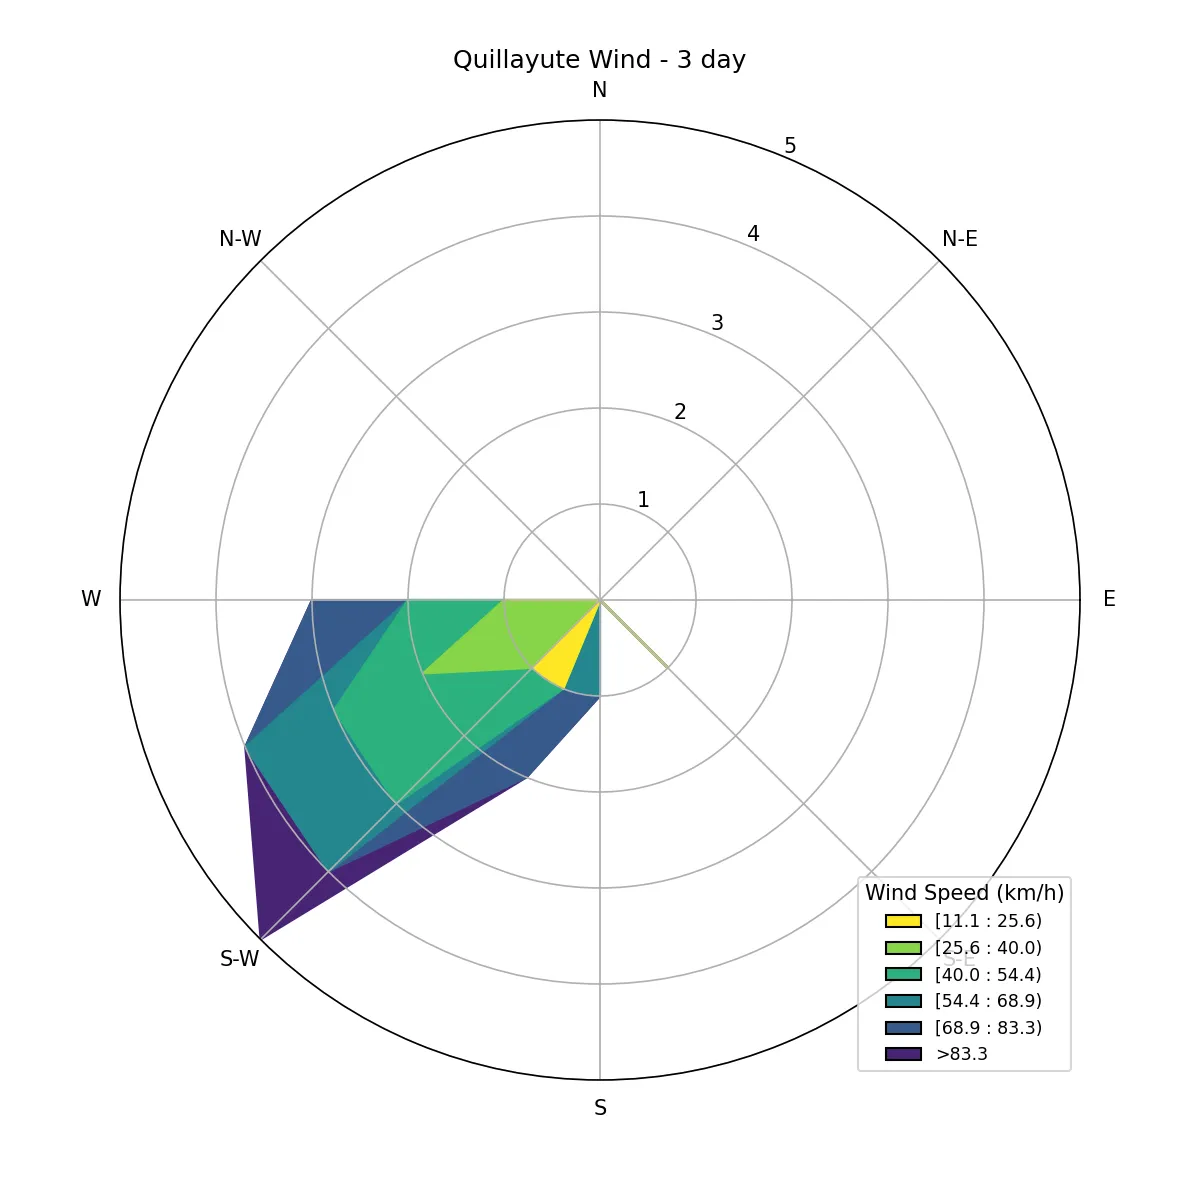 Quillayute Wind - 3 day
N
5
N-W
N-E
4
3
2
1
W
E
Wind Speed (km/h)
[11.1 : 25.6)
[25.6 : 40.0)
S-W
S-E
[40.0 : 54.4)
[54.4 : 68.9)
[68.9 : 83.3)
>83.3
S